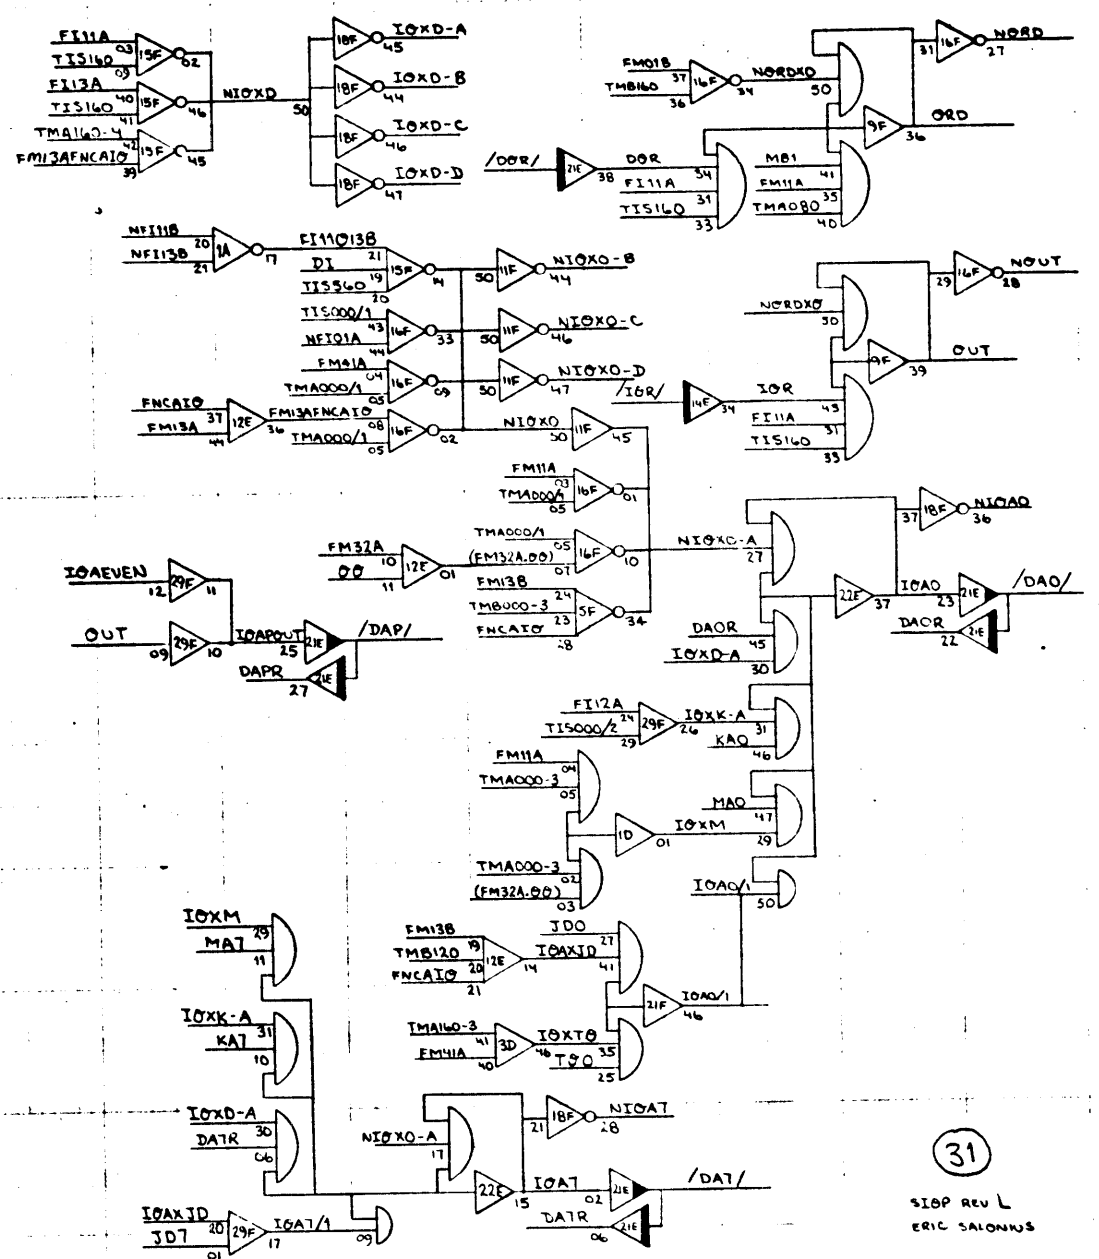 FI11A
03
TIS160
09
15F
02
FI13A
40
TIS160
41
15F
46
TMA160-4
42
FM13AFNCAIO
39
15F
45
NIOXD
50
18F
45
IOXD-A
18F
44
IOXD-B
18F
46
IOXD-C
18F
47
IOXD-D
FM01B
37
TMB160
36
16F
34
NORDXO
50
31
16F
27
NORD
9F
36
ORD
/DOR/
21E
38
DOR
34
FI11A
31
TIS160
33
MB1
41
FM11A
35
TMA080
40
NFI11B
20
NFI13B
21
2A
17
FI11O13B
21
DI
19
TIS560
20
15F
14
50
11F
44
NIOXO-B
TIS000/1
43
NFI01A
44
16F
33
50
11F
46
NIOXO-C
FM41A
04
TMA000/1
05
16F
09
50
11F
47
NIOXO-D
FNCAIO
37
FM13A
44
12E
36
FM13AFNCAIO
08
TMA000/1
05
16F
02
NIOXO
50
11F
45
NORDXO
50
29
16F
28
NOUT
9F
39
OUT
/IOR/
14E
34
IOR
45
FI11A
31
TIS160
33
FM11A
03
TMA000/1
05
16F
01
TMA000/1
05
(FM32A.OO)
07
16F
10
FM32A
10
OO
11
12E
01
FM13B
24
TMB000-3
23
FNCAIO
28
5F
34
NIOXO-A
27
37
18F
36
NIOAO
22E
37
IOAO
23
21E
/DAO/
DAOR
22
21E
DAOR
45
IOXD-A
30
IOAEVEN
12
29F
11
OUT
09
29F
10
IOAPOUT
25
21E
/DAP/
DAPR
27
21E
FI12A
24
TIS000/2
29
29F
26
IOXK-A
31
KAO
46
FM11A
04
TMA000-3
05
1D
01
IOXM
29
MAO
47
TMA000-3
02
(FM32A.OO)
03
IOAO/1
50
IOXM
29
MA7
11
FM13B
19
TMB120
20
FNCAIO
21
12E
14
IOAXJD
41
JDO
27
21F
46
IOAO/1
TMA160-3
41
FM41A
40
3D
46
IOXTO
35
TOO
25
IOXK-A
31
KA7
10
IOXD-A
30
DA7R
06
NIOXO-A
17
21
18F
28
NIOA7
22E
15
IOA7
02
21E
/DA7/
DA7R
06
21E
IOAXJD
20
JD7
01
29F
17
IOA7/1
09
31
SIOP REV L
ERIC SALONIUS